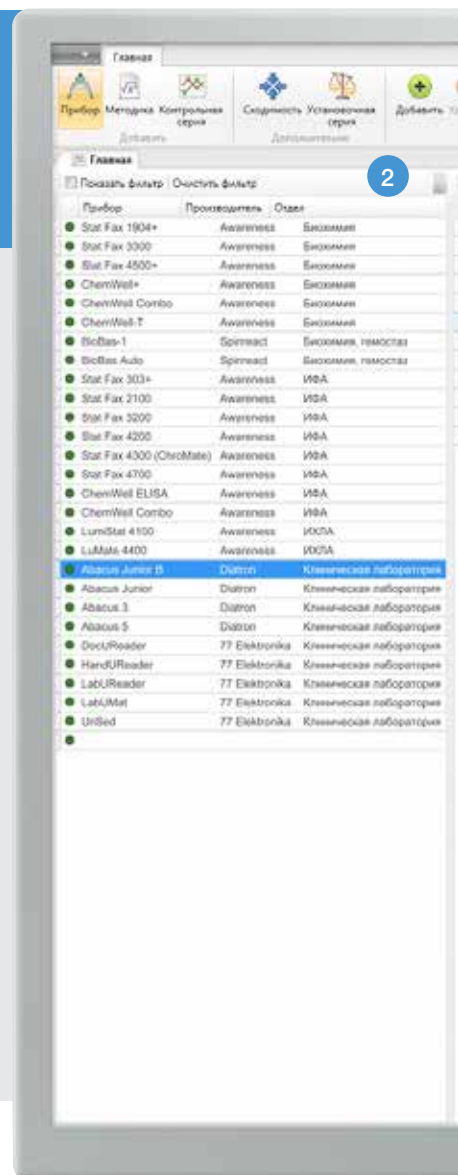 Главная
Прибор Методика Контрольная серия Сходимость Установочная серия Добавить
Добавить Дополнительно
Главная
Показать фильтр Очистить фильтр
2
Прибор Производитель Отдел
Stat Fax 1904+ Awareness Биохимия
Stat Fax 3300 Awareness Биохимия
Stat Fax 4500+ Awareness Биохимия
ChemWell+ Awareness Биохимия
ChemWell Combo Awareness Биохимия
ChemWell-T Awareness Биохимия
BioBas-1 Spinreact Биохимия, гемостаз
BioBas Auto Spinreact Биохимия, гемостаз
Stat Fax 303+ Awareness ИФА
Stat Fax 2100 Awareness ИФА
Stat Fax 3200 Awareness ИФА
Stat Fax 4200 Awareness ИФА
Stat Fax 4300 (ChroMate) Awareness ИФА
Stat Fax 4700 Awareness ИФА
ChemWell ELISA Awareness ИФА
ChemWell Combo Awareness ИФА
LumiStat 4100 Awareness ИХЛА
LuMate 4400 Awareness ИХЛА
Abacus Junior B Diatron Клиническая лаборатория
Abacus Junior Diatron Клиническая лаборатория
Abacus 3 Diatron Клиническая лаборатория
Abacus 5 Diatron Клиническая лаборатория
DocUReader 77 Elektronika Клиническая лаборатория
HandUReader 77 Elektronika Клиническая лаборатория
LabUReader 77 Elektronika Клиническая лаборатория
LabUMat 77 Elektronika Клиническая лаборатория
UriSed 77 Elektronika Клиническая лаборатория